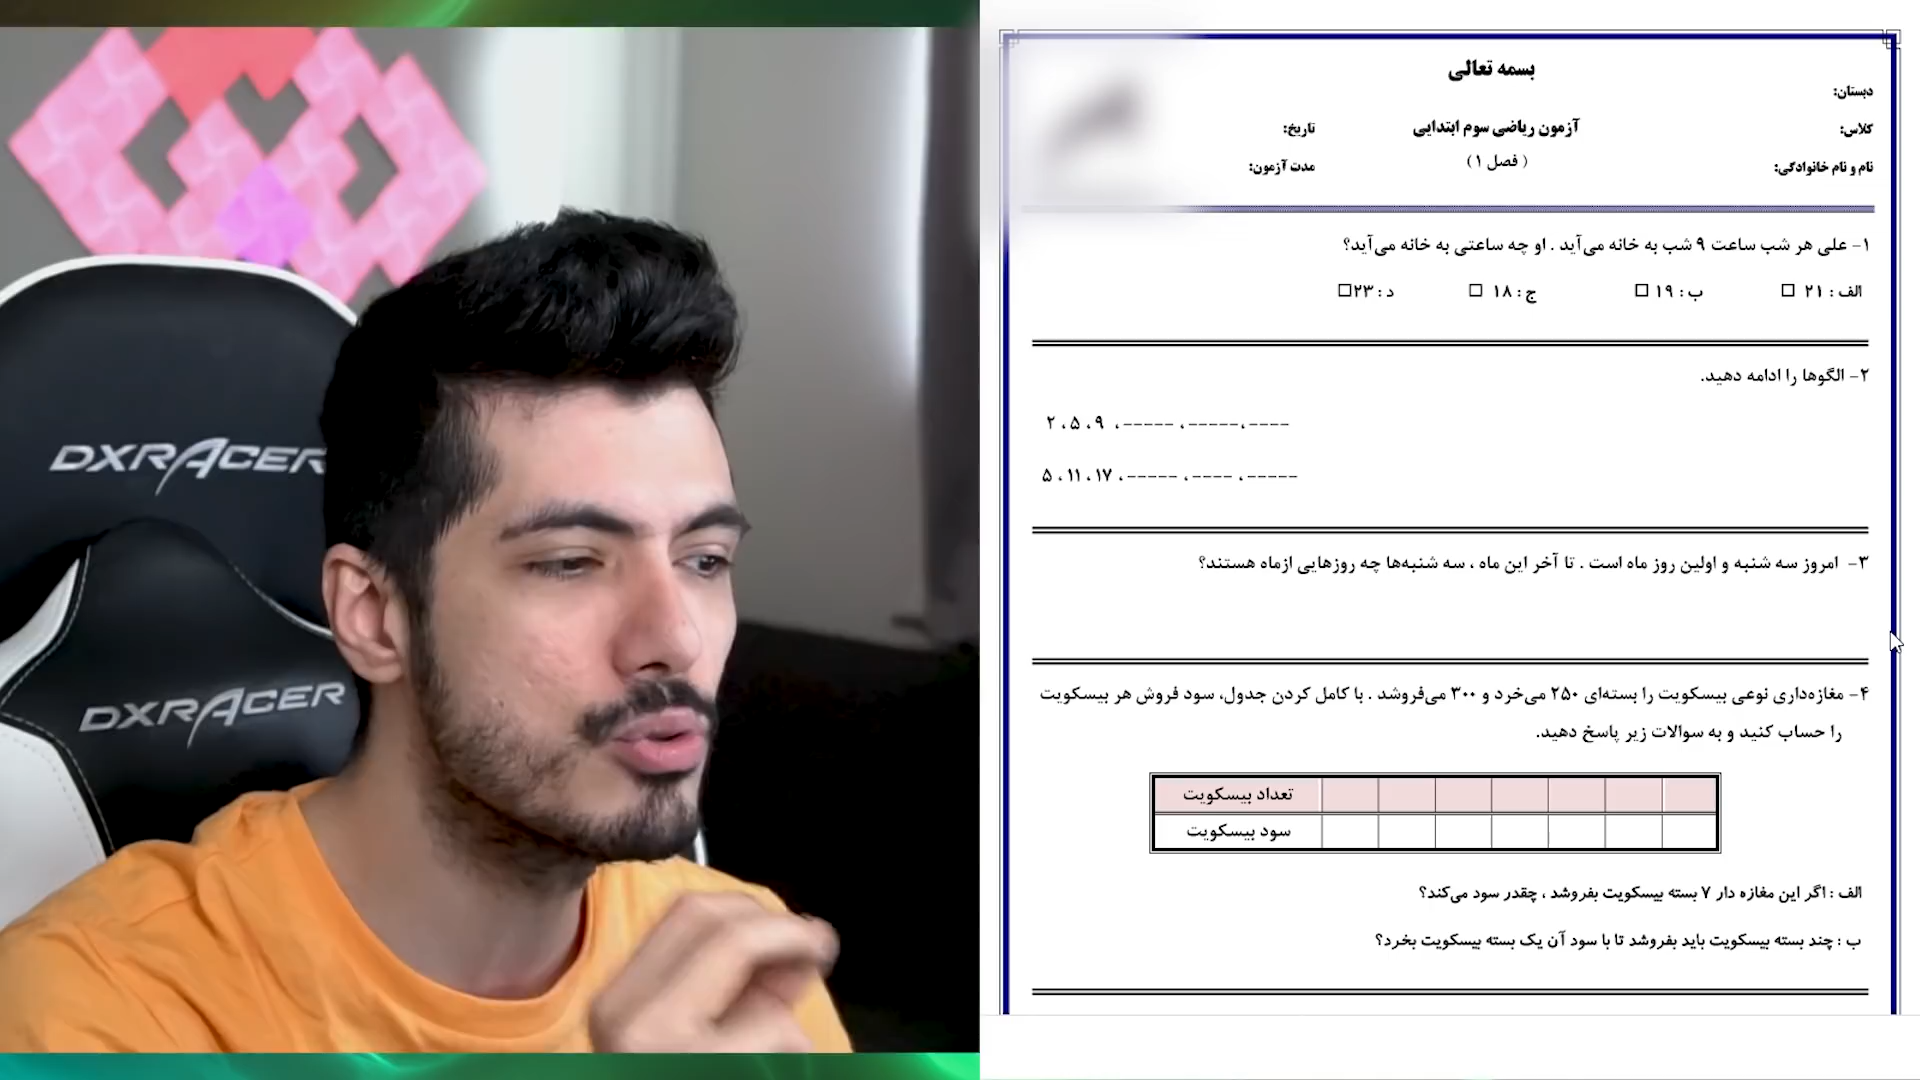 DXRACER
DXRACER
بسمه تعالی
دبستان:
آزمون ریاضی سوم ابتدایی
تاریخ:
کلاس:
( فصل ۱ )
مدت آزمون:
نام و نام خانوادگی:
۱- علی هر شب ساعت ۹ شب به خانه می‌آید . او چه ساعتی به خانه می‌آید؟
الف : ۲۱ □ ب : ۱۹ □ ج : ۱۸ □ د : ۲۳ □
۲- الگوها را ادامه دهید.
۲ ، ۵ ، ۹ ، ----- ، ----- ، ----
۵ ، ۱۱ ، ۱۷ ، ----- ، ---- ، -----
۳- امروز سه شنبه و اولین روز ماه است . تا آخر این ماه ، سه شنبه‌ها چه روزهایی ازماه هستند؟
۴- مغازه‌داری نوعی بیسکویت را بسته‌ای ۲۵۰ می‌خرد و ۳۰۰ می‌فروشد . با کامل کردن جدول، سود فروش هر بیسکویت
را حساب کنید و به سوالات زیر پاسخ دهید.
تعداد بیسکویت
سود بیسکویت
الف : اگر این مغازه دار ۷ بسته بیسکویت بفروشد ، چقدر سود می‌کند؟
ب : چند بسته بیسکویت باید بفروشد تا با سود آن یک بسته بیسکویت بخرد؟